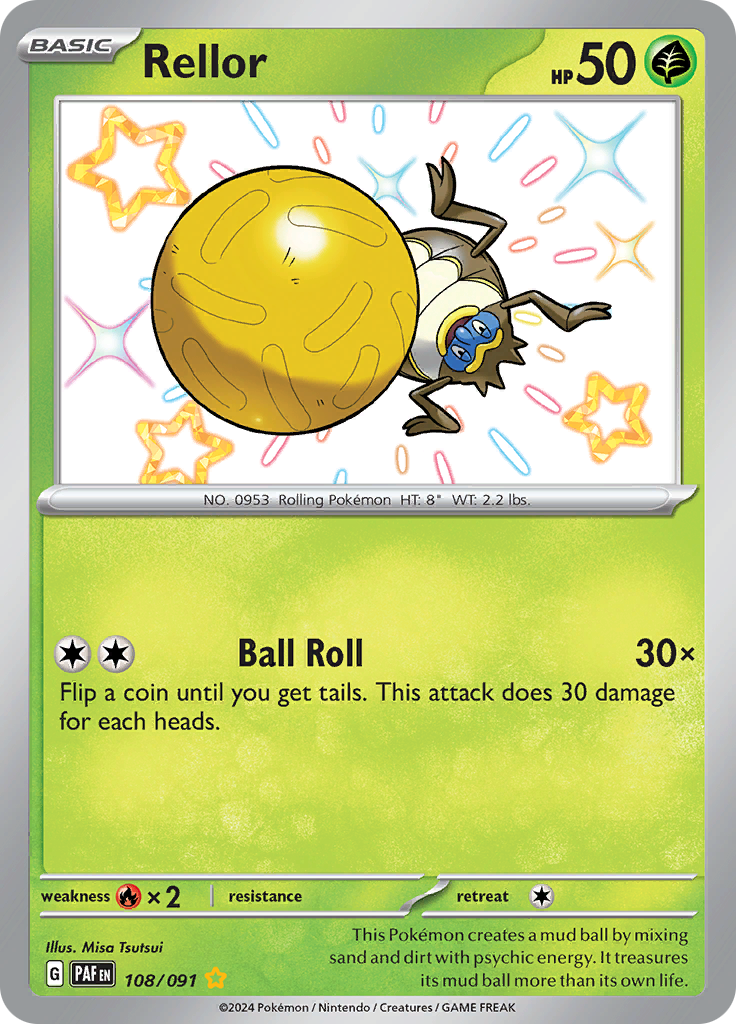 BASIC Rellor HP 50
NO. 0953 Rolling Pokémon HT: 8" WT: 2.2 lbs.
Ball Roll 30×
Flip a coin until you get tails. This attack does 30 damage
for each heads.
weakness ×2 resistance retreat
Illus. Misa Tsutsui
G PAF EN 108/091
This Pokémon creates a mud ball by mixing
sand and dirt with psychic energy. It treasures
its mud ball more than its own life.
©2024 Pokémon / Nintendo / Creatures / GAME FREAK